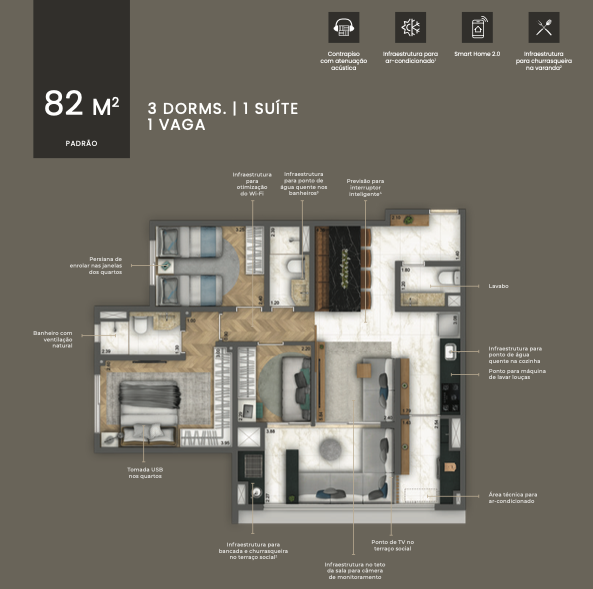 Contrapiso
com atenuação
acústica
Infraestrutura para
ar-condicionado¹
Smart Home 2.0
Infraestrutura
para churrasqueira
na varanda²
82 M²
PADRÃO
3 DORMS. | 1 SUÍTE
1 VAGA
Infraestrutura
para
otimização
do Wi-Fi
Infraestrutura
para ponto de
água quente nos
banheiros³
Previsão para
interruptor
inteligente⁴
Persiana de
enrolar nas janelas
dos quartos
Lavabo
Banheiro com
ventilação
natural
Infraestrutura para
ponto de água
quente na cozinha
Ponto para máquina
de lavar louças
Tomada USB
nos quartos
Área técnica para
ar-condicionado
Infraestrutura para
bancada e churrasqueira
no terraço social²
Ponto de TV no
terraço social
Infraestrutura no teto
da sala para câmera
de monitoramento